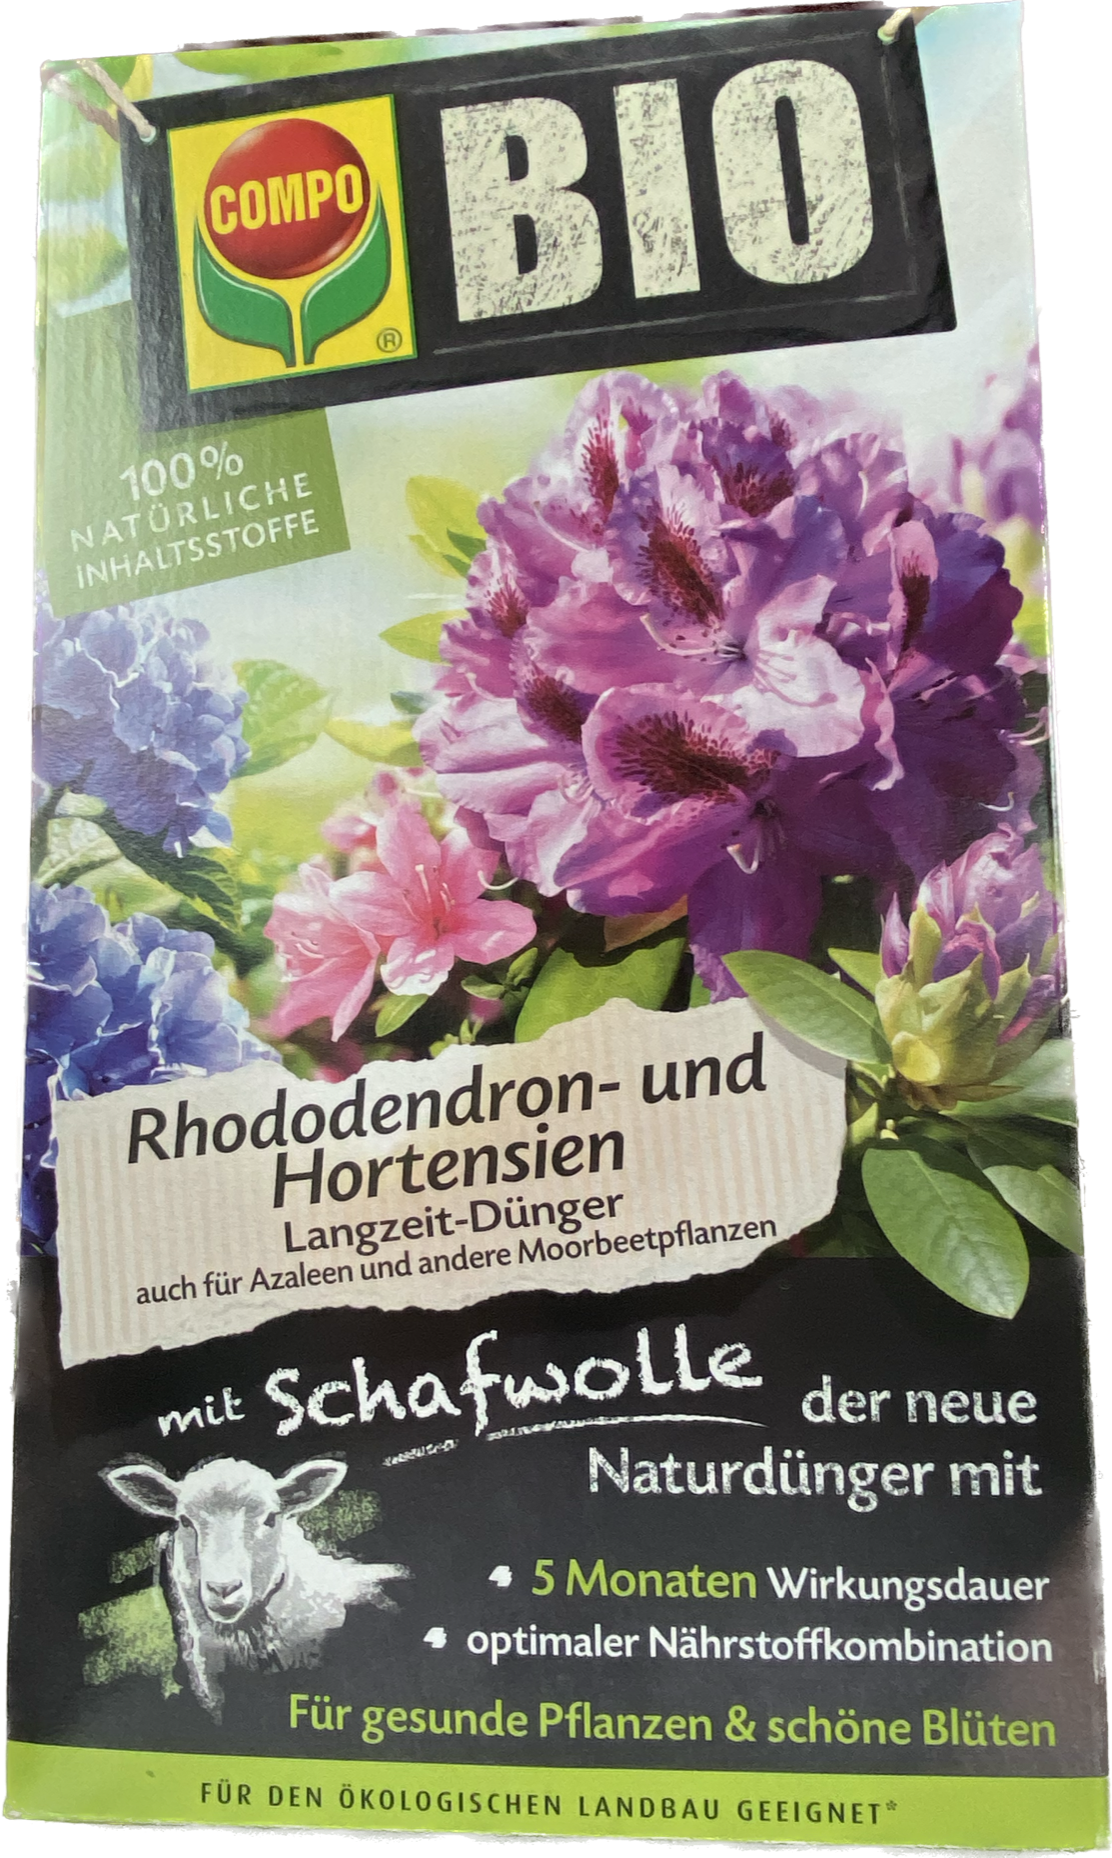 COMPO
®
BIO
100%
NATÜRLICHE
INHALTSSTOFFE
Rhododendron- und
Hortensien
Langzeit-Dünger
auch für Azaleen und andere Moorbeetpflanzen
mit Schafwolle der neue
Naturdünger mit
5 Monaten Wirkungsdauer
optimaler Nährstoffkombination
Für gesunde Pflanzen & schöne Blüten
FÜR DEN ÖKOLOGISCHEN LANDBAU GEEIGNET*